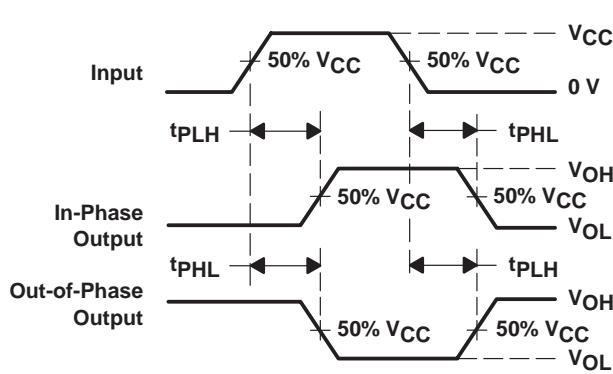 VCC
50% VCC
50% VCC
Input
0 V
tPLH
tPHL
VOH
50% VCC
50% VCC
In-Phase
Output
VOL
tPHL
tPLH
Out-of-Phase
Output
VOH
50% VCC
50% VCC
VOL